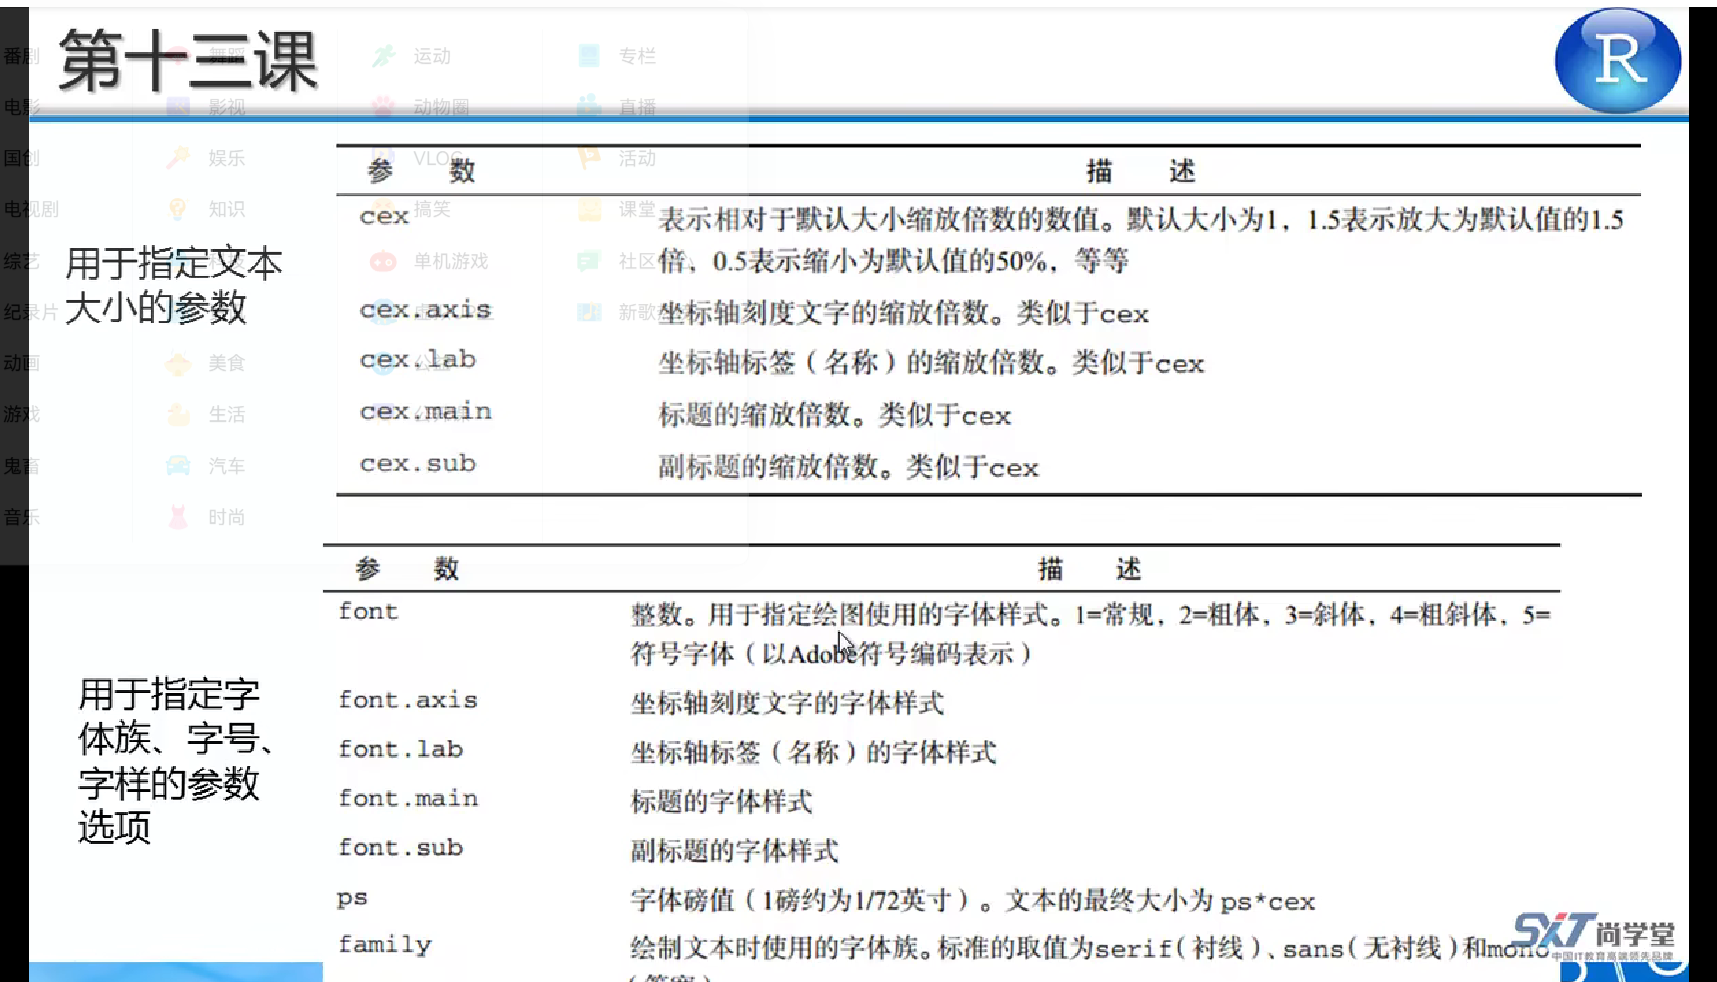 第十三课
R
番剧 舞蹈 运动 专栏
电影 影视 动物圈 直播
国创 娱乐 VLOG 活动
电视剧 知识 搞笑 课堂
综艺 单机游戏 社区
纪录片 新歌
动画 美食
游戏 生活
鬼畜 汽车
音乐 时尚
用于指定文本
大小的参数
参 数 描 述
cex 表示相对于默认大小缩放倍数的数值。默认大小为1，1.5表示放大为默认值的1.5
倍，0.5表示缩小为默认值的50%，等等
cex.axis 坐标轴刻度文字的缩放倍数。类似于cex
cex.lab 坐标轴标签（名称）的缩放倍数。类似于cex
cex.main 标题的缩放倍数。类似于cex
cex.sub 副标题的缩放倍数。类似于cex
用于指定字
体族、字号、
字样的参数
选项
参 数 描 述
font 整数。用于指定绘图使用的字体样式。1=常规，2=粗体，3=斜体，4=粗斜体，5=
符号字体（以Adobe符号编码表示）
font.axis 坐标轴刻度文字的字体样式
font.lab 坐标轴标签（名称）的字体样式
font.main 标题的字体样式
font.sub 副标题的字体样式
ps 字体磅值（1磅约为1/72英寸）。文本的最终大小为 ps*cex
family 绘制文本时使用的字体族。标准的取值为serif（衬线）、sans（无衬线）和mono
SXT 尚学堂
中国IT教育高端领先品牌